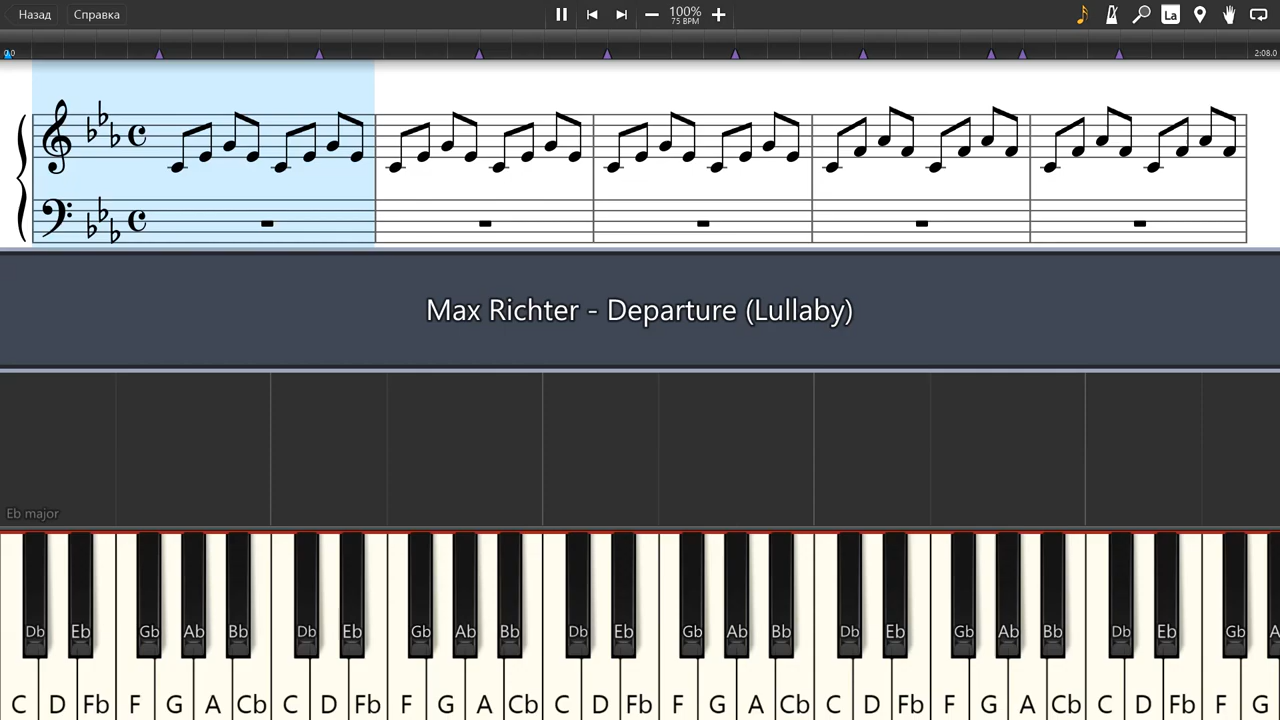 Назад Справка 100% La
75 BPM
0.0 2:08.0
Max Richter - Departure (Lullaby)
Eb major
Db Eb Gb Ab Bb Db Eb Gb Ab Bb Db Eb Gb Ab Bb Db Eb Gb Ab Bb Db Eb Gb A
C D Fb F G A Cb C D Fb F G A Cb C D Fb F G A Cb C D Fb F G A Cb C D Fb F G